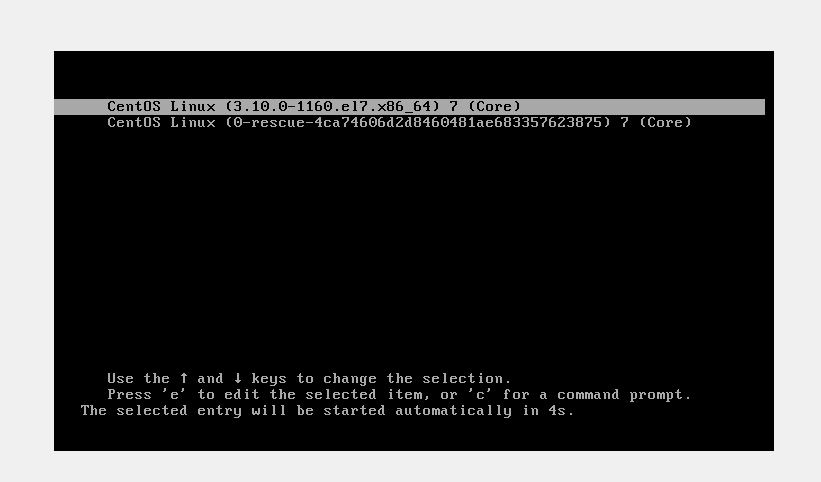 CentOS Linux (3.10.0-1160.el7.x86_64) 7 (Core)
CentOS Linux (0-rescue-4ca74606d2d8460481ae683357623875) 7 (Core)
Use the ↑ and ↓ keys to change the selection.
Press 'e' to edit the selected item, or 'c' for a command prompt.
The selected entry will be started automatically in 4s.